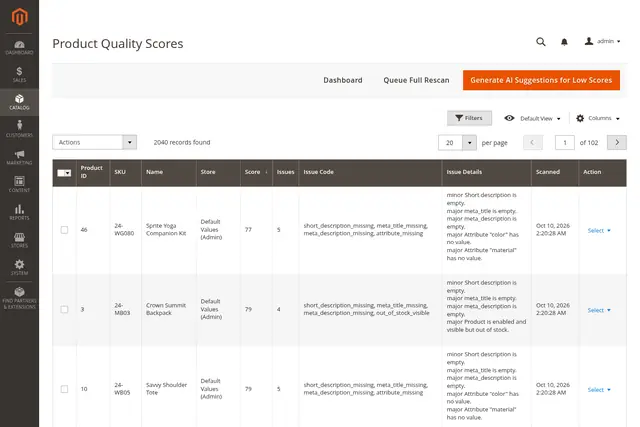 Product Quality Scores
admin
DASHBOARD
SALES
CATALOG
CUSTOMERS
MARKETING
CONTENT
REPORTS
STORES
SYSTEM
FIND PARTNERS
& EXTENSIONS
Dashboard
Queue Full Rescan
Generate AI Suggestions for Low Scores
Filters
Default View
Columns
Actions
2040 records found
20
per page
1
of 102
Product
ID
SKU
Name
Store
Score
Issues
Issue Code
Issue Details
Scanned
Action
46
24-
WG080
Sprite Yoga
Companion Kit
Default
Values
(Admin)
77
5
short_description_missing, meta_title_missing,
meta_description_missing, attribute_missing
minor Short description is
empty.
major meta_title is empty.
major meta_description is
empty.
major Attribute "color" has
no value.
major Attribute "material"
has no value.
Oct 10, 2026
2:20:28 AM
Select
3
24-
MB03
Crown Summit
Backpack
Default
Values
(Admin)
79
4
short_description_missing, meta_title_missing,
meta_description_missing, out_of_stock_visible
minor Short description is
empty.
major meta_title is empty.
major meta_description is
empty.
major Product is enabled and
visible but out of stock.
Oct 10, 2026
2:20:28 AM
Select
10
24-
WB05
Savvy Shoulder
Tote
Default
Values
(Admin)
79
5
short_description_missing, meta_title_missing,
meta_description_missing, attribute_missing
minor Short description is
empty.
major meta_title is empty.
major meta_description is
empty.
major Attribute "color" has
no value.
major Attribute "material"
has no value.
Oct 10, 2026
2:20:28 AM
Select